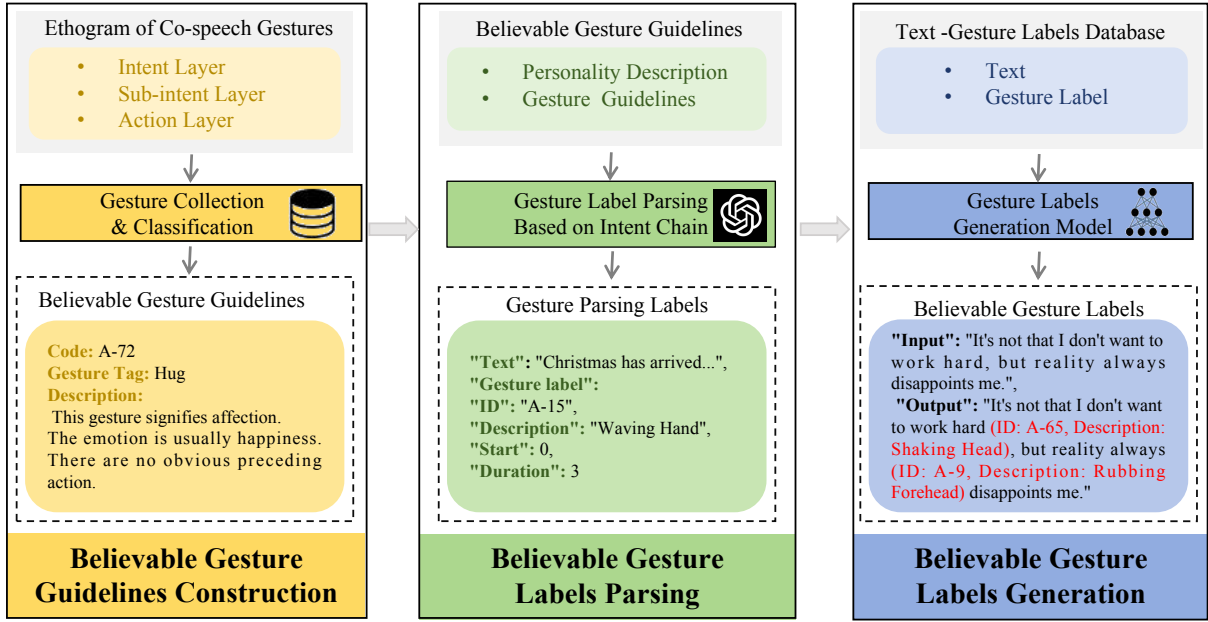 Ethogram of Co-speech Gestures
• Intent Layer
• Sub-intent Layer
• Action Layer
Gesture Collection
& Classification
Believable Gesture Guidelines
Code: A-72
Gesture Tag: Hug
Description:
This gesture signifies affection.
The emotion is usually happiness.
There are no obvious preceding
action.
Believable Gesture
Guidelines Construction
Believable Gesture Guidelines
• Personality Description
• Gesture Guidelines
Gesture Label Parsing
Based on Intent Chain
Gesture Parsing Labels
"Text": "Christmas has arrived...",
"Gesture label":
"ID": "A-15",
"Description": "Waving Hand",
"Start": 0,
"Duration": 3
Believable Gesture
Labels Parsing
Text -Gesture Labels Database
• Text
• Gesture Label
Gesture Labels
Generation Model
Believable Gesture Labels
"Input": "It's not that I don't want to
work hard, but reality always
disappoints me.",
"Output": "It's not that I don't want
to work hard (ID: A-65, Description:
Shaking Head), but reality always
(ID: A-9, Description: Rubbing
Forehead) disappoints me."
Believable Gesture
Labels Generation